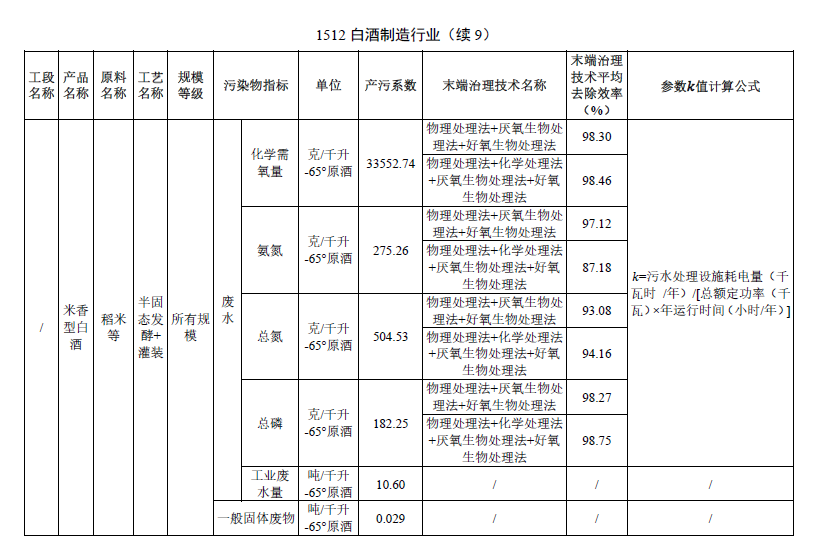 1512 白酒制造行业（续 9）
工段
名称
产品
名称
原料
名称
工艺
名称
规模
等级
污染物指标
单位
产污系数
末端治理技术名称
末端治理
技术平均
去除效率
（%）
参数k值计算公式
/
米香
型白
酒
稻米
等
半固
态发
酵+
灌装
所有规
模
废
水
化学需
氧量
克/千升
-65°原酒
33552.74
物理处理法+厌氧生物处
理法+好氧生物处理法
98.30
物理处理法+化学处理法
+厌氧生物处理法+好氧
生物处理法
98.46
氨氮
克/千升
-65°原酒
275.26
物理处理法+厌氧生物处
理法+好氧生物处理法
97.12
物理处理法+化学处理法
+厌氧生物处理法+好氧
生物处理法
87.18
总氮
克/千升
-65°原酒
504.53
物理处理法+厌氧生物处
理法+好氧生物处理法
93.08
物理处理法+化学处理法
+厌氧生物处理法+好氧
生物处理法
94.16
总磷
克/千升
-65°原酒
182.25
物理处理法+厌氧生物处
理法+好氧生物处理法
98.27
物理处理法+化学处理法
+厌氧生物处理法+好氧
生物处理法
98.75
k=污水处理设施耗电量（千
瓦时 /年）/[总额定功率（千
瓦）×年运行时间（小时/年）]
工业废
水量
吨/千升
-65°原酒
10.60
/
/
/
一般固体废物
吨/千升
-65°原酒
0.029
/
/
/